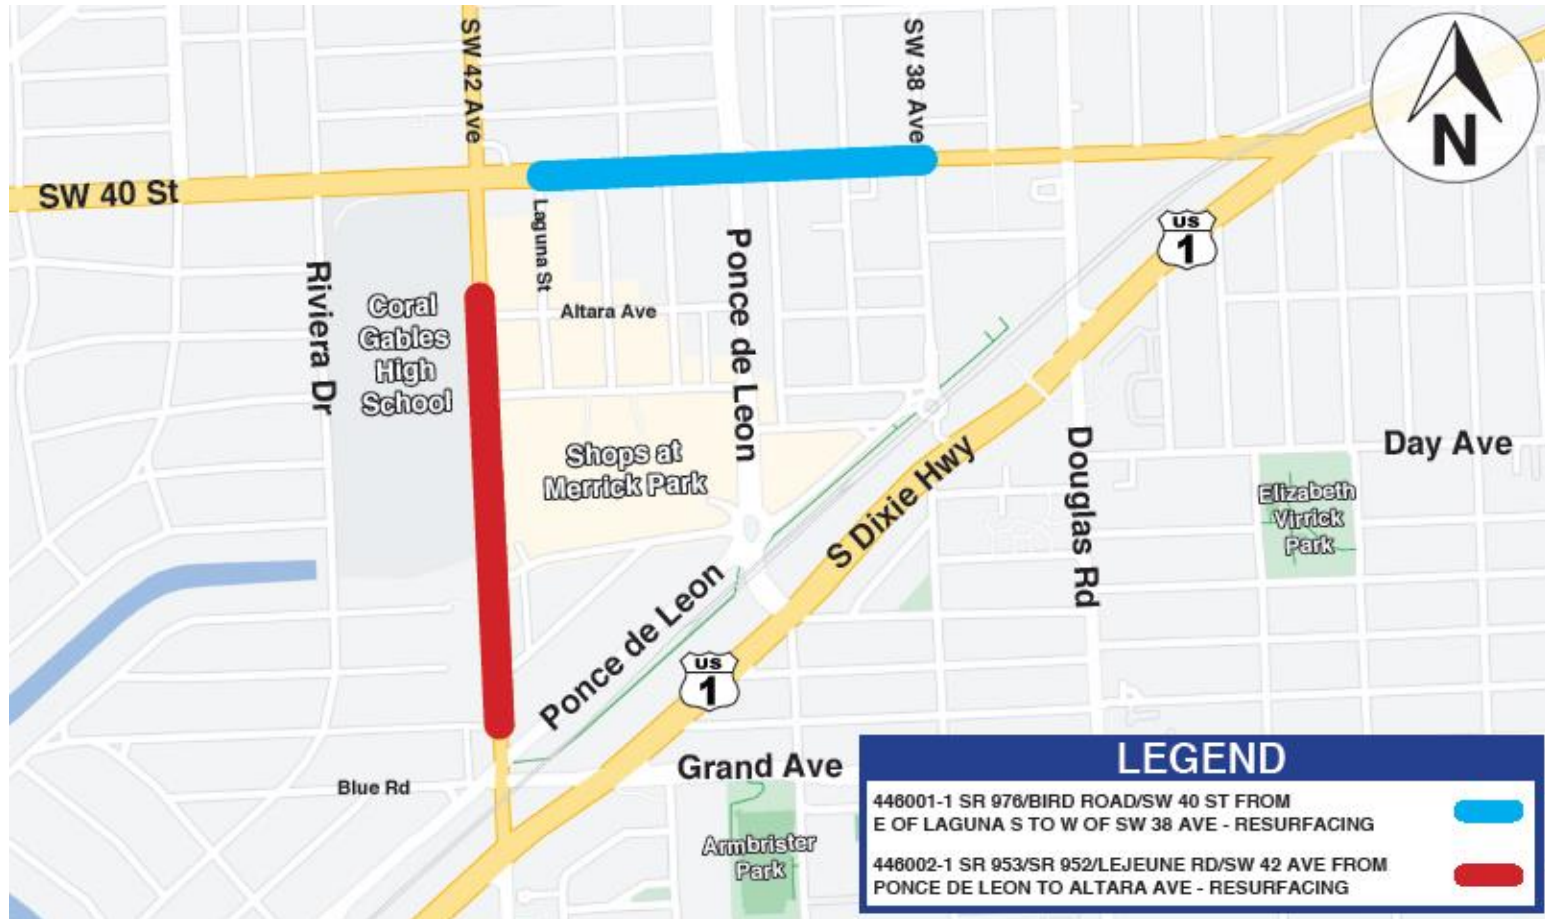 SW 42 Ave
SW 38 Ave
N
SW 40 St
US
1
Laguna St
Ponce de Leon
Riviera Dr
Coral
Gables
High
School
Altara Ave
Shops at
Merrick Park
S Dixie Hwy
Douglas Rd
Day Ave
Elizabeth
Virrick
Park
Ponce de Leon
US
1
Grand Ave
Blue Rd
Armbrister
Park
LEGEND
446001-1 SR 976/BIRD ROAD/SW 40 ST FROM
E OF LAGUNA S TO W OF SW 38 AVE - RESURFACING
446002-1 SR 953/SR 952/LEJEUNE RD/SW 42 AVE FROM
PONCE DE LEON TO ALTARA AVE - RESURFACING